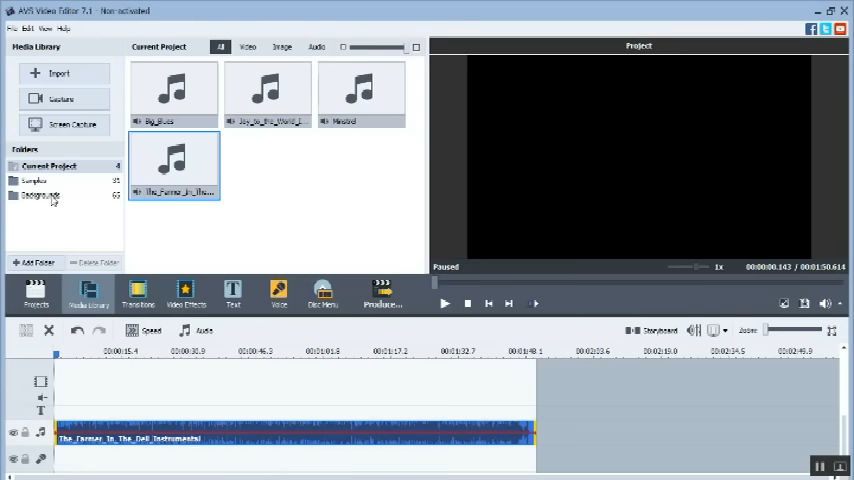 AVS Video Editor 7.1 - Non-activated
File Edit View Help
Media Library
Current Project All Video Image Audio
Project
Import
Capture
Screen Capture
Big_Blues
Joy_to_the_World_I...
Minstrel
Folders
Current Project 4
Samples 31
Backgrounds 65
The_Farmer_In_The...
Add Folder Delete Folder
Paused 1x 00:00:00.143 / 00:01:50.614
Projects Media Library Transitions Video Effects Text Voice Disc Menu Produce...
Speed Audio Storyboard Zoom:
00:00:15.4 00:00:30.9 00:00:46.3 00:01:01.8 00:01:17.2 00:01:32.7 00:01:48.1 00:02:03.6 00:02:19.0 00:02:34.5 00:02:49.9
T
The_Farmer_In_The_Dell_Instrumental